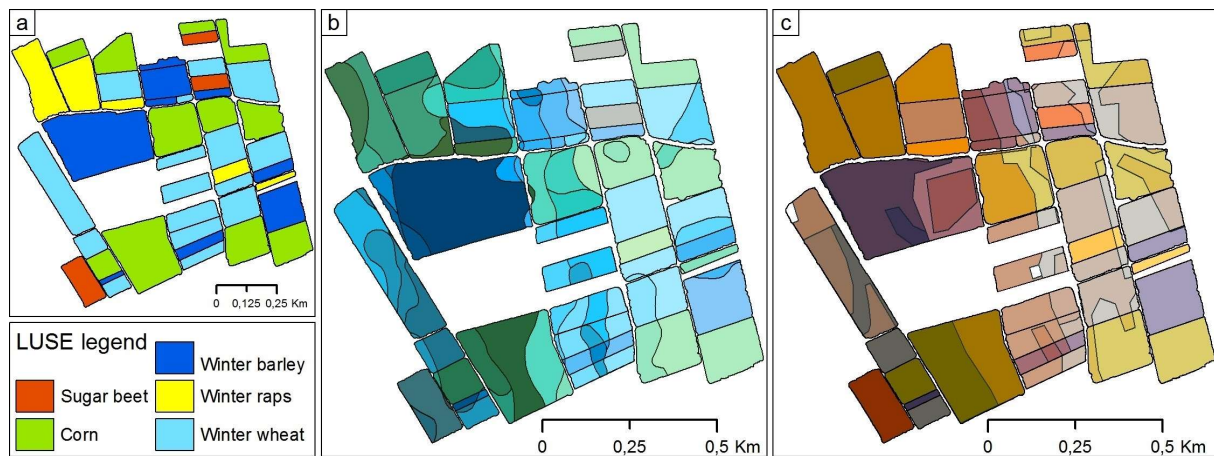 a
b
c
0 0,125 0,25 Km
LUSE legend
Sugar beet
Corn
Winter barley
Winter raps
Winter wheat
0 0,25 0,5 Km
0 0,25 0,5 Km